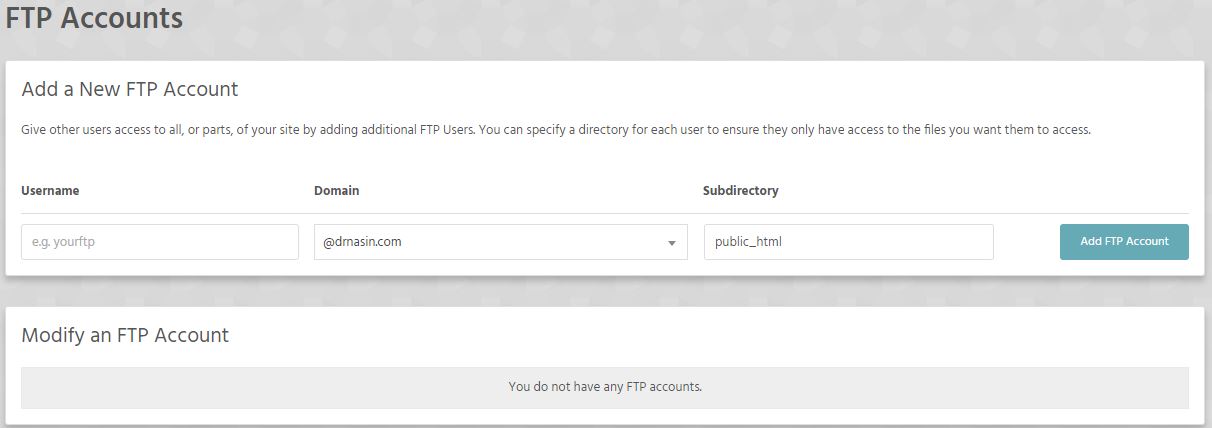 FTP Accounts
Add a New FTP Account
Give other users access to all, or parts, of your site by adding additional FTP Users. You can specify a directory for each user to ensure they only have access to the files you want them to access.
Username Domain Subdirectory
e.g. yourftp @drnasin.com public_html Add FTP Account
Modify an FTP Account
You do not have any FTP accounts.